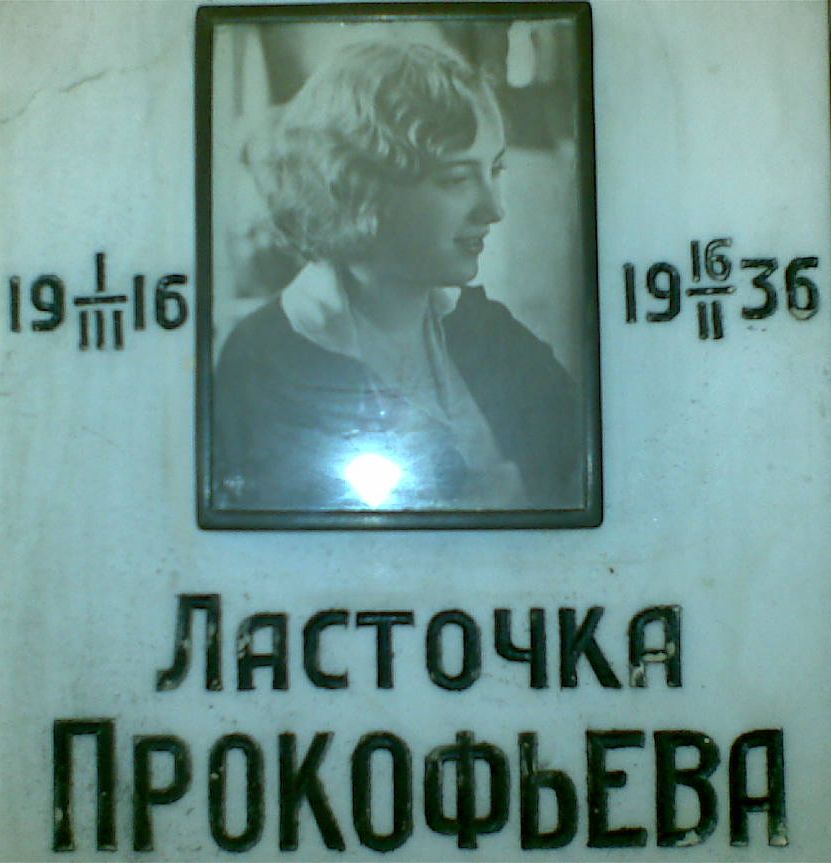 19 I/III 16
19 16/II 36
Ласточка
Прокофьева